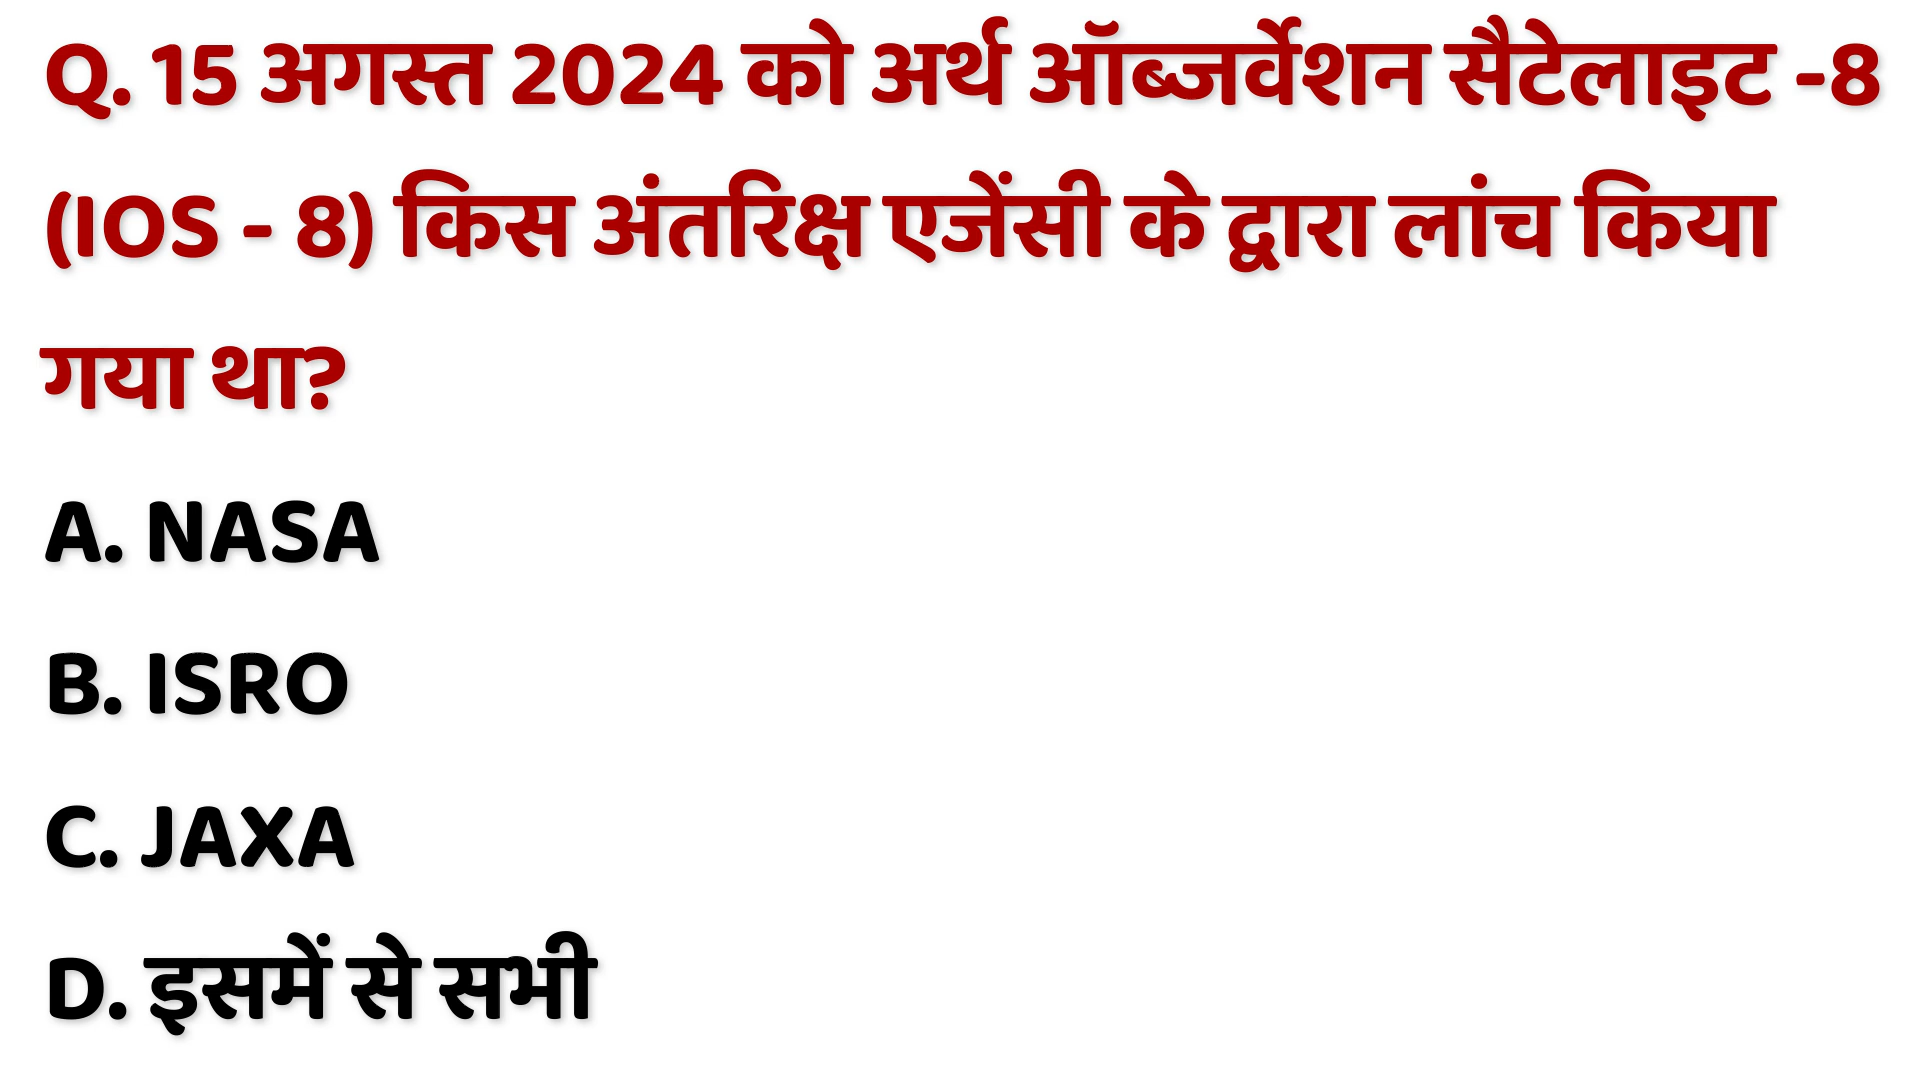 Q. 15 अगस्त 2024 को अर्थ ऑब्जर्वेशन सैटेलाइट -8
(IOS - 8) किस अंतरिक्ष एजेंसी के द्वारा लांच किया
गया था?
A. NASA
B. ISRO
C. JAXA
D. इसमें से सभी